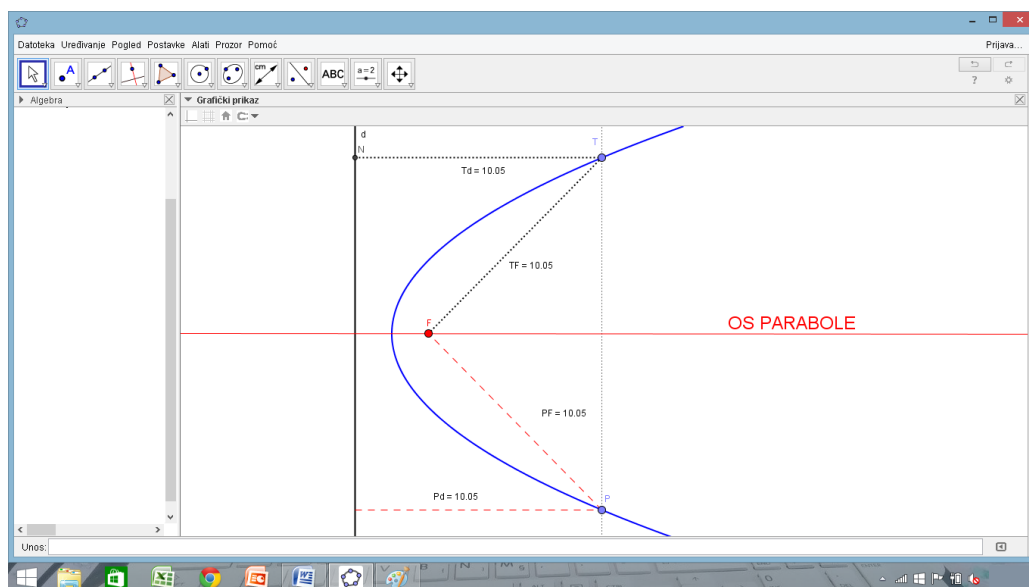 Datoteka Uređivanje Pogled Postavke Alati Prozor Pomoć
Prijava...
ABC
a=2
cm
A
Algebra
Grafički prikaz
d
N
T
Td = 10.05
TF = 10.05
F
OS PARABOLE
PF = 10.05
Pd = 10.05
P
Unos: